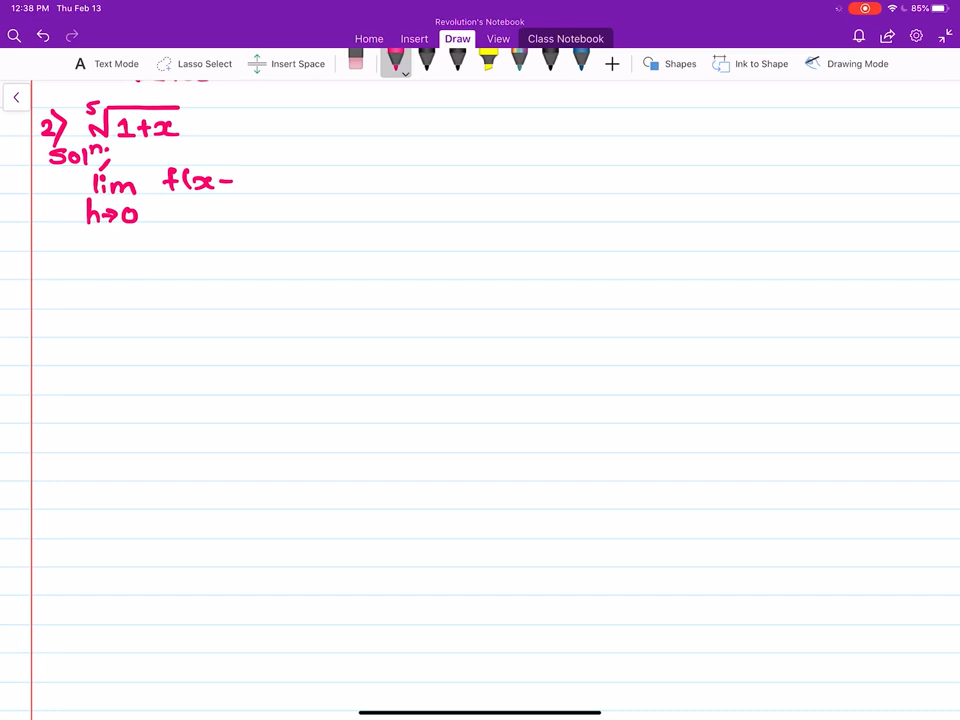 12:38 PM Thu Feb 13
85%
Revolution's Notebook
Home Insert Draw View Class Notebook
A Text Mode Lasso Select Insert Space Shapes Ink to Shape Drawing Mode
2) ⁵√1+x
Solⁿ:
lim f(x-
h→0